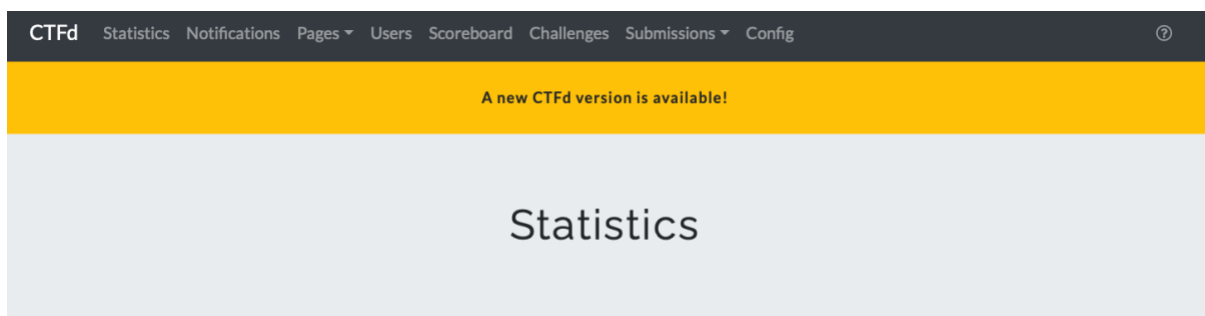 CTFd Statistics Notifications Pages Users Scoreboard Challenges Submissions Config
A new CTFd version is available!
Statistics